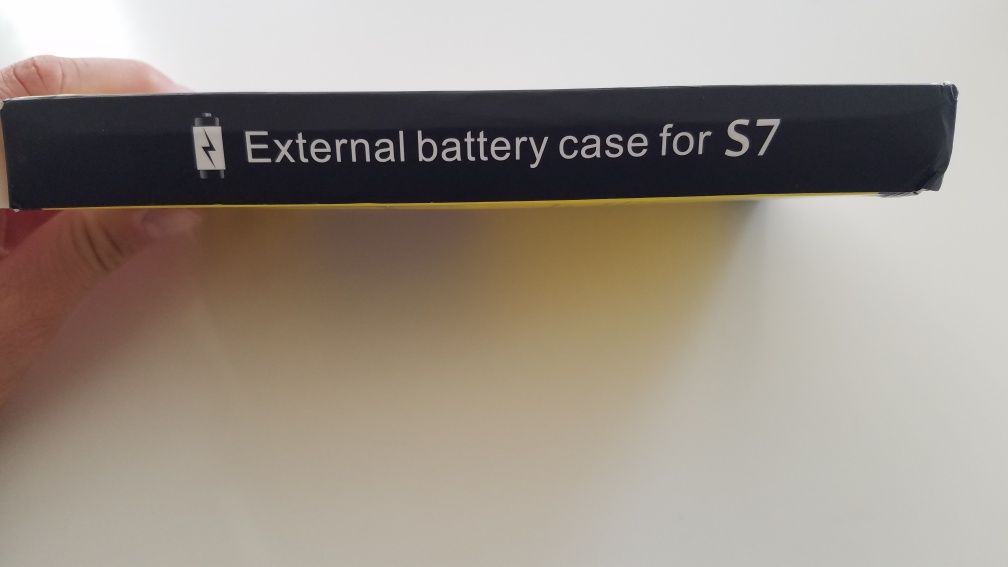 External battery case for S7